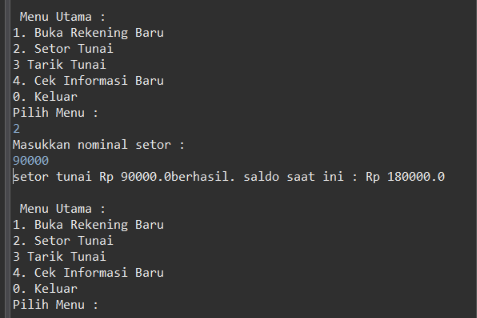 Menu Utama :
1. Buka Rekening Baru
2. Setor Tunai
3 Tarik Tunai
4. Cek Informasi Baru
0. Keluar
Pilih Menu :
2
Masukkan nominal setor :
90000
setor tunai Rp 90000.0berhasil. saldo saat ini : Rp 180000.0
Menu Utama :
1. Buka Rekening Baru
2. Setor Tunai
3 Tarik Tunai
4. Cek Informasi Baru
0. Keluar
Pilih Menu :